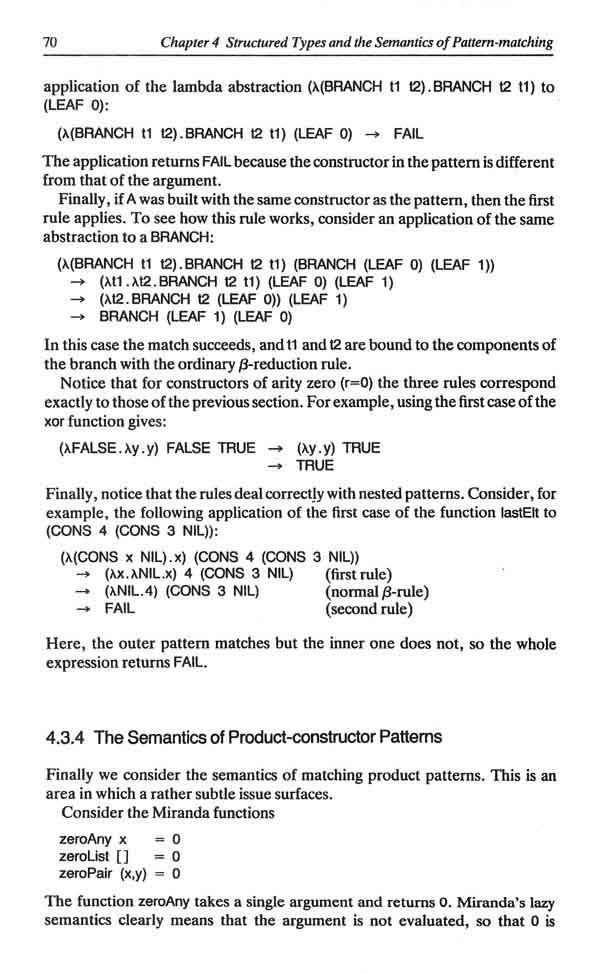 70 Chapter 4 Structured Types and the Semantics of Pattern-matching
application of the lambda abstraction (λ(BRANCH t1 t2).BRANCH t2 t1) to
(LEAF 0):
(λ(BRANCH t1 t2).BRANCH t2 t1) (LEAF 0) → FAIL
The application returns FAIL because the constructor in the pattern is different
from that of the argument.
Finally, if A was built with the same constructor as the pattern, then the first
rule applies. To see how this rule works, consider an application of the same
abstraction to a BRANCH:
(λ(BRANCH t1 t2).BRANCH t2 t1) (BRANCH (LEAF 0) (LEAF 1))
→ (λt1.λt2.BRANCH t2 t1) (LEAF 0) (LEAF 1)
→ (λt2.BRANCH t2 (LEAF 0)) (LEAF 1)
→ BRANCH (LEAF 1) (LEAF 0)
In this case the match succeeds, and t1 and t2 are bound to the components of
the branch with the ordinary β-reduction rule.
Notice that for constructors of arity zero (r=0) the three rules correspond
exactly to those of the previous section. For example, using the first case of the
xor function gives:
(λFALSE.λy.y) FALSE TRUE → (λy.y) TRUE
→ TRUE
Finally, notice that the rules deal correctly with nested patterns. Consider, for
example, the following application of the first case of the function lastElt to
(CONS 4 (CONS 3 NIL)):
(λ(CONS x NIL).x) (CONS 4 (CONS 3 NIL))
→ (λx.λNIL.x) 4 (CONS 3 NIL) (first rule)
→ (λNIL.4) (CONS 3 NIL) (normal β-rule)
→ FAIL (second rule)
Here, the outer pattern matches but the inner one does not, so the whole
expression returns FAIL.
4.3.4 The Semantics of Product-constructor Patterns
Finally we consider the semantics of matching product patterns. This is an
area in which a rather subtle issue surfaces.
Consider the Miranda functions
zeroAny x = 0
zeroList [] = 0
zeroPair (x,y) = 0
The function zeroAny takes a single argument and returns 0. Miranda's lazy
semantics clearly means that the argument is not evaluated, so that 0 is